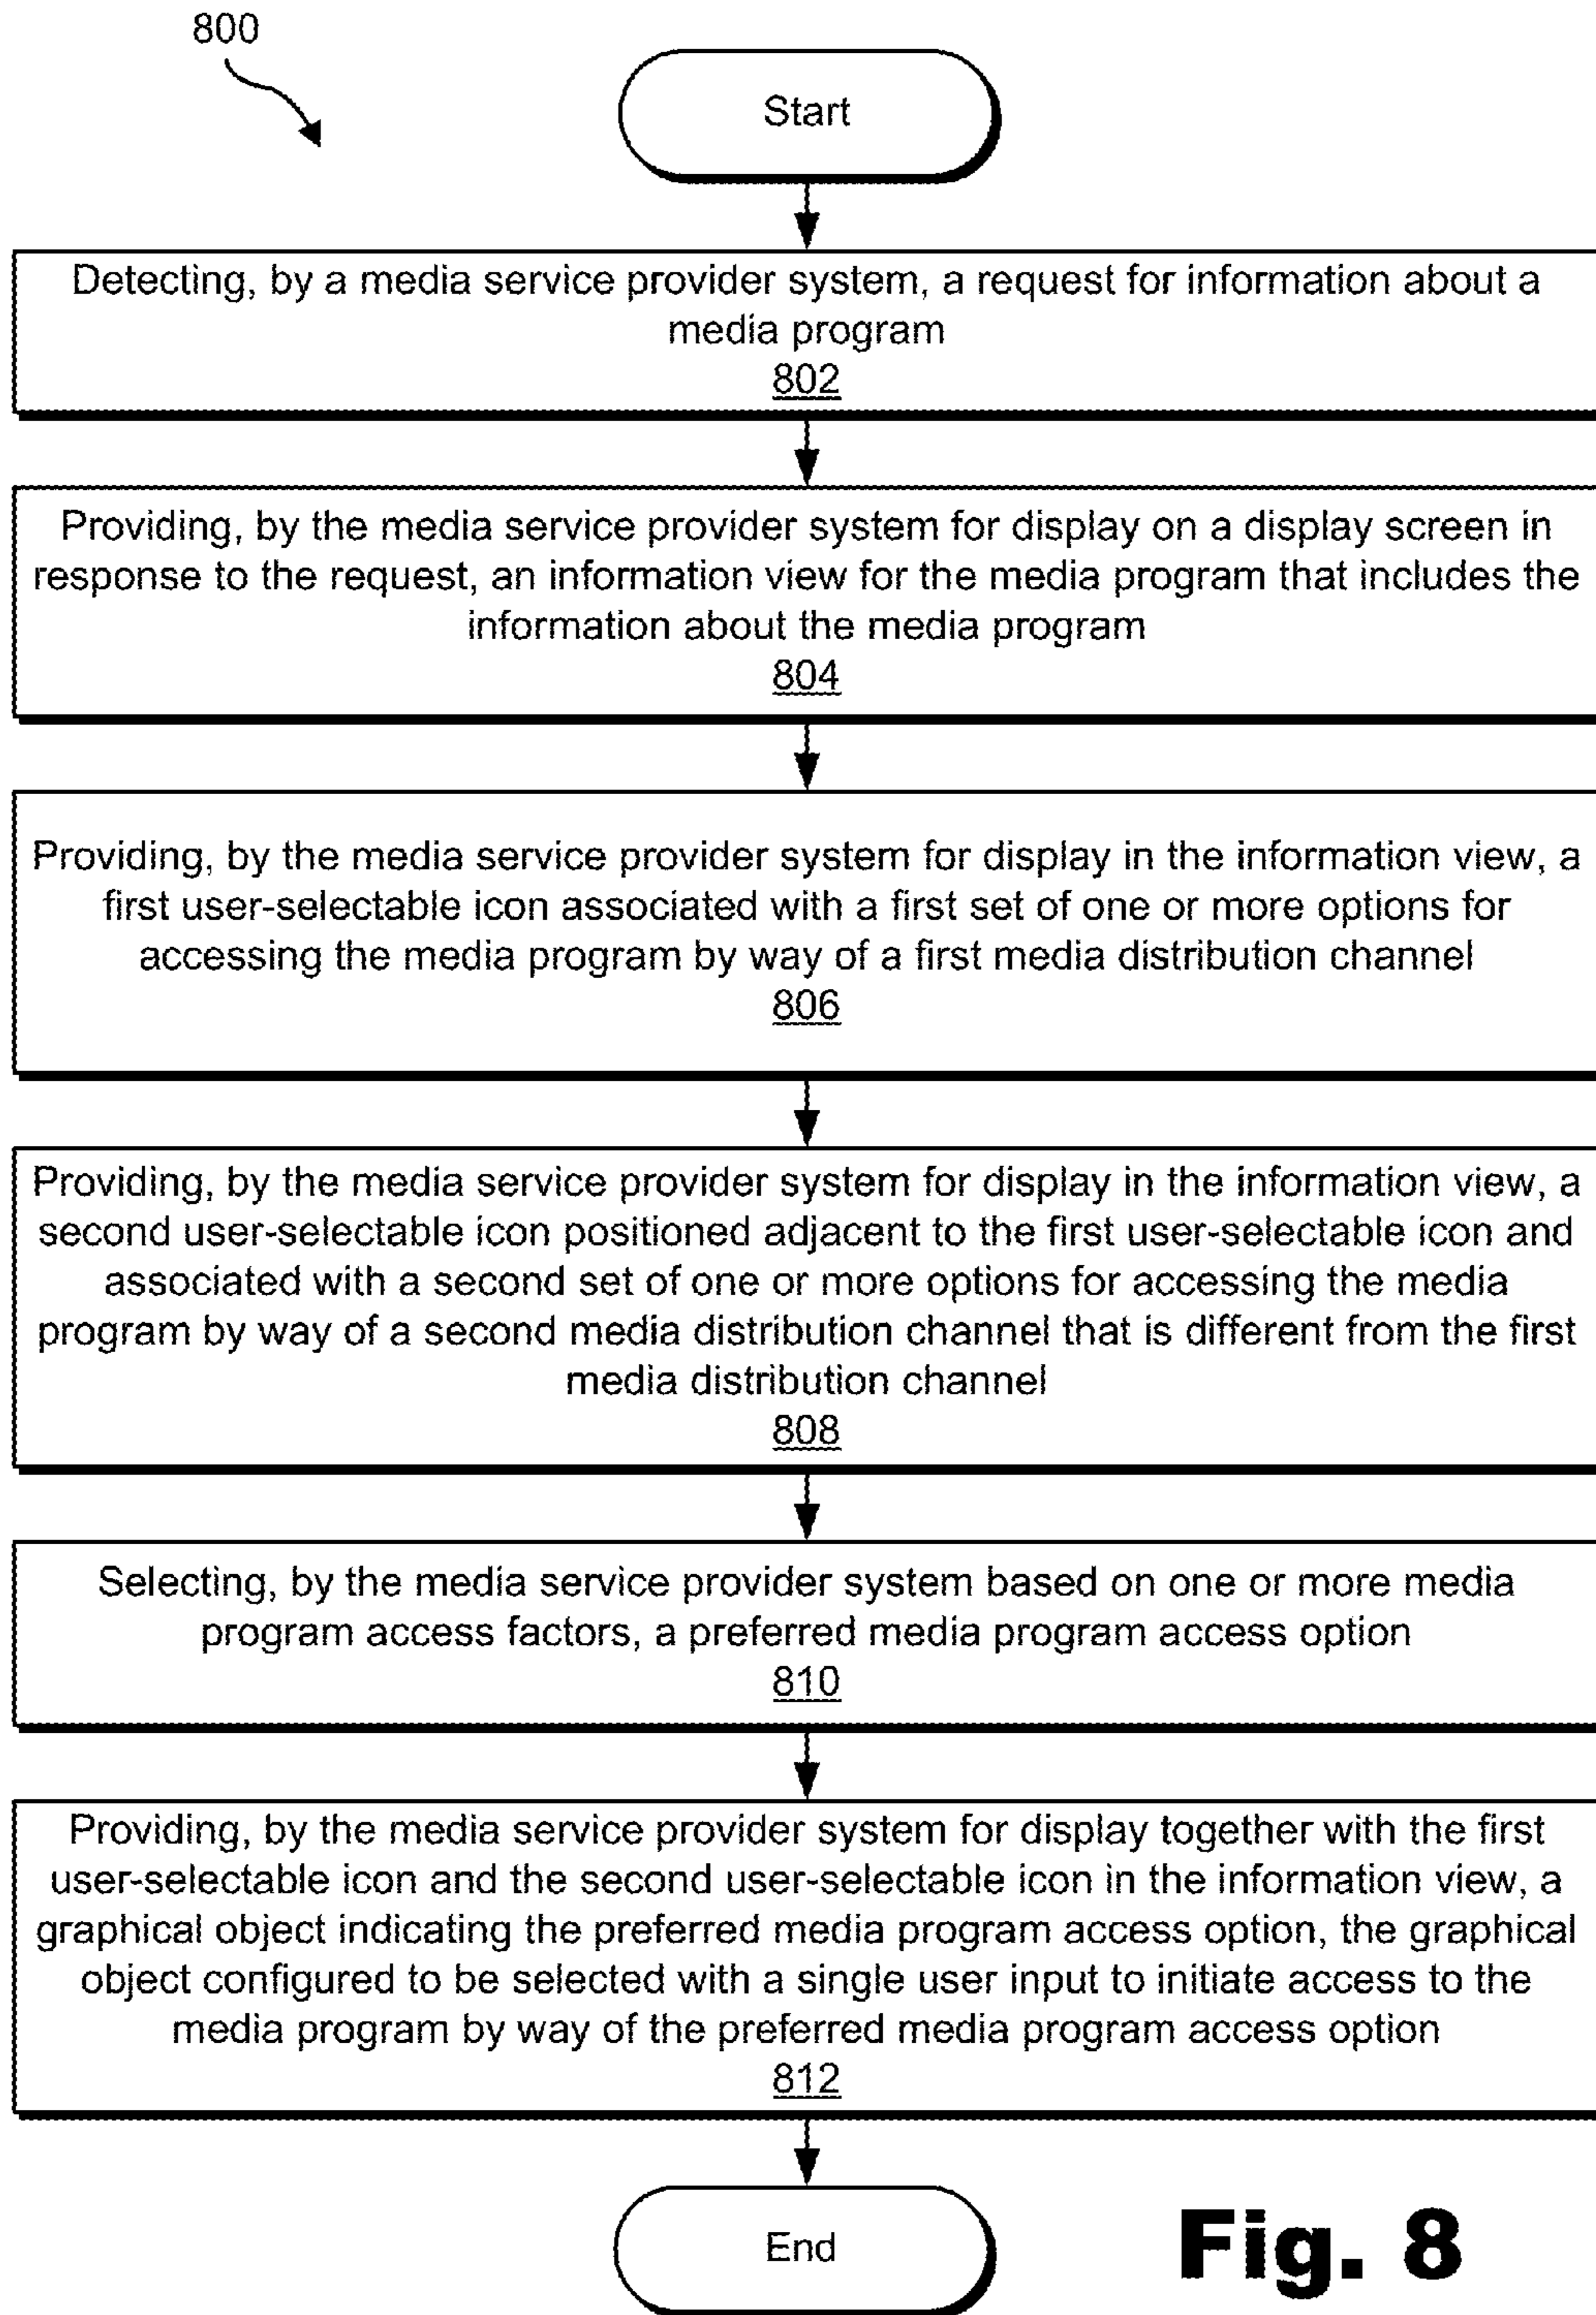 800
Start
Detecting, by a media service provider system, a request for information about a
media program
802
Providing, by the media service provider system for display on a display screen in
response to the request, an information view for the media program that includes the
information about the media program
804
Providing, by the media service provider system for display in the information view, a
first user-selectable icon associated with a first set of one or more options for
accessing the media program by way of a first media distribution channel
806
Providing, by the media service provider system for display in the information view, a
second user-selectable icon positioned adjacent to the first user-selectable icon and
associated with a second set of one or more options for accessing the media
program by way of a second media distribution channel that is different from the first
media distribution channel
808
Selecting, by the media service provider system based on one or more media
program access factors, a preferred media program access option
810
Providing, by the media service provider system for display together with the first
user-selectable icon and the second user-selectable icon in the information view, a
graphical object indicating the preferred media program access option, the graphical
object configured to be selected with a single user input to initiate access to the
media program by way of the preferred media program access option
812
End
Fig. 8